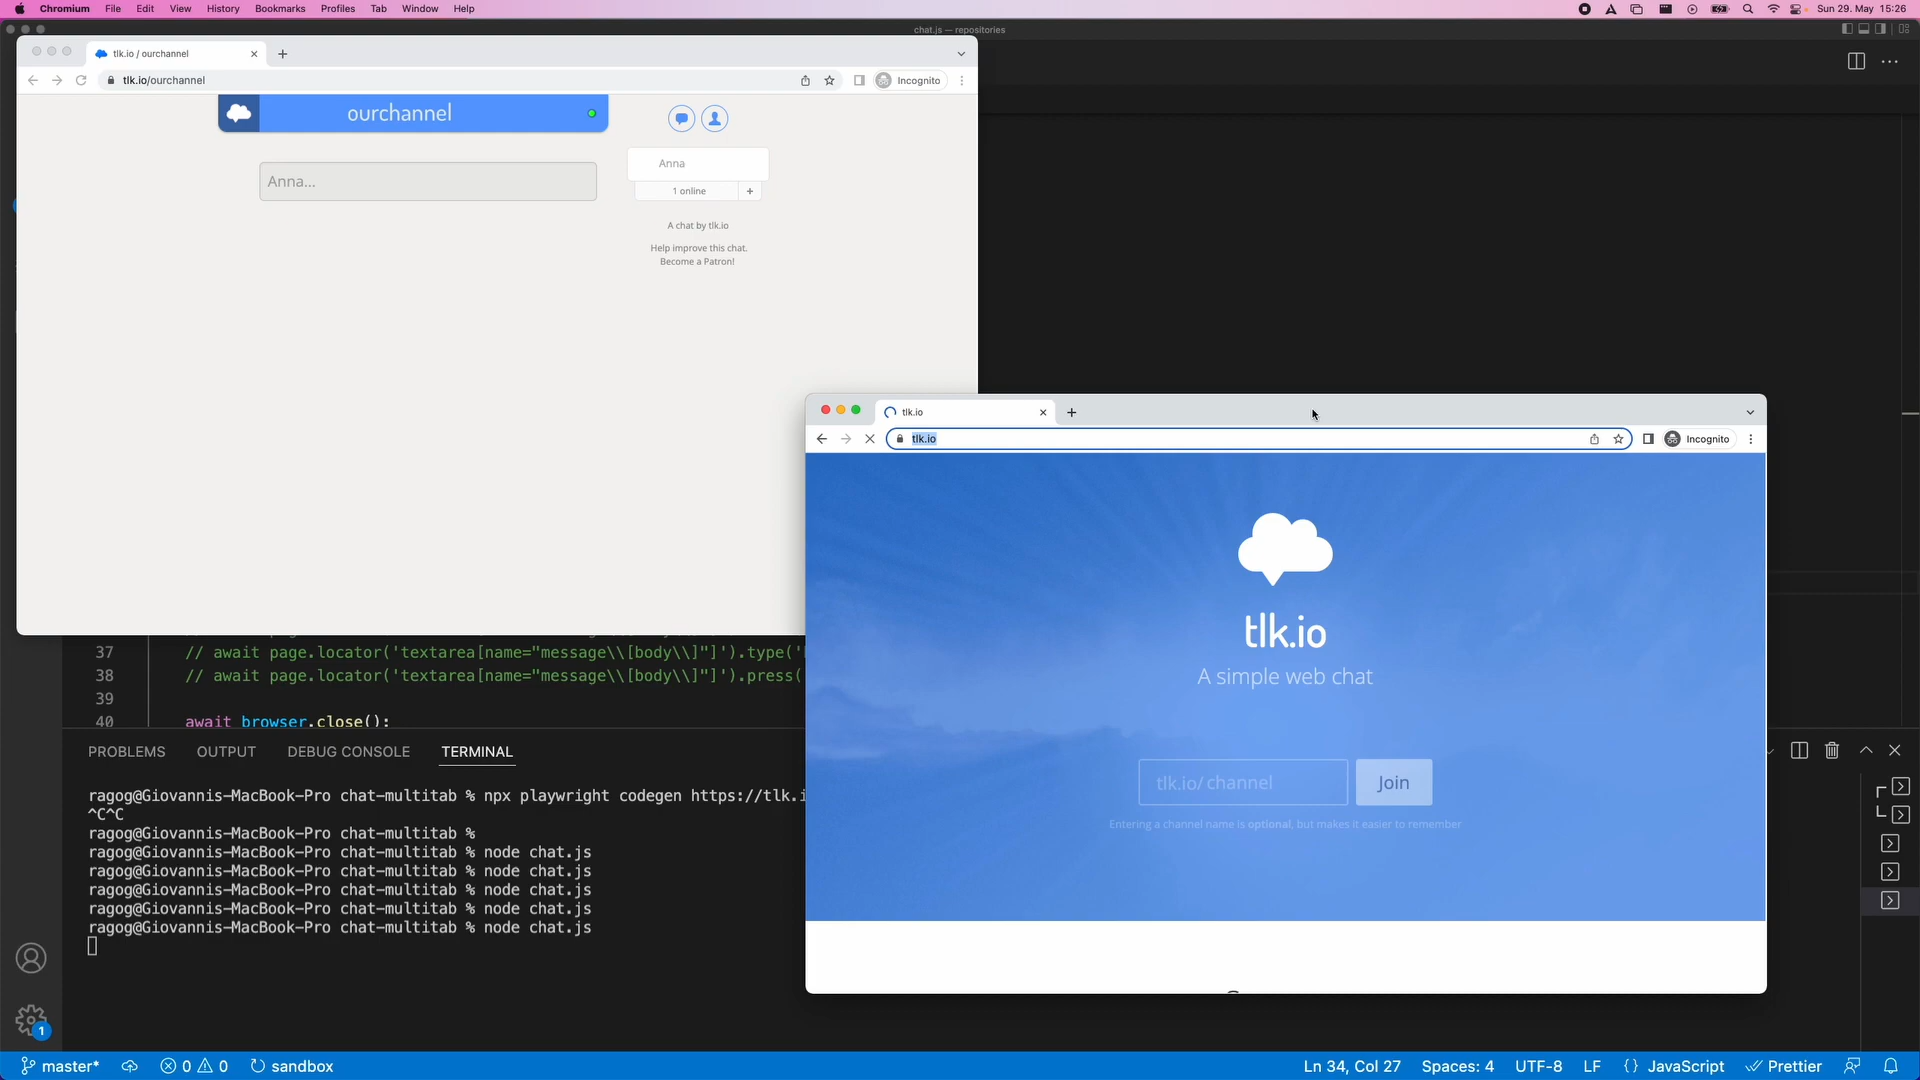 Chromium File Edit View History Bookmarks Profiles Tab Window Help Sun 29. May 15:26
chat.js — repositories
tlk.io / ourchannel
tlk.io/ourchannel Incognito
ourchannel
Anna
Anna...
1 online +
A chat by tlk.io
Help improve this chat.
Become a Patron!
tlk.io
tlk.io Incognito
tlk.io
A simple web chat
tlk.io/ channel Join
Entering a channel name is optional, but makes it easier to remember
37 // await page.locator('textarea[name="message\\[body\\]"]').type('
38 // await page.locator('textarea[name="message\\[body\\]"]').press(
39
40 await browser.close();
PROBLEMS OUTPUT DEBUG CONSOLE TERMINAL
ragog@Giovannis-MacBook-Pro chat-multitab % npx playwright codegen https://tlk.i
^C^C
ragog@Giovannis-MacBook-Pro chat-multitab %
ragog@Giovannis-MacBook-Pro chat-multitab % node chat.js
ragog@Giovannis-MacBook-Pro chat-multitab % node chat.js
ragog@Giovannis-MacBook-Pro chat-multitab % node chat.js
ragog@Giovannis-MacBook-Pro chat-multitab % node chat.js
ragog@Giovannis-MacBook-Pro chat-multitab % node chat.js
1
master* 0 0 sandbox Ln 34, Col 27 Spaces: 4 UTF-8 LF {} JavaScript Prettier